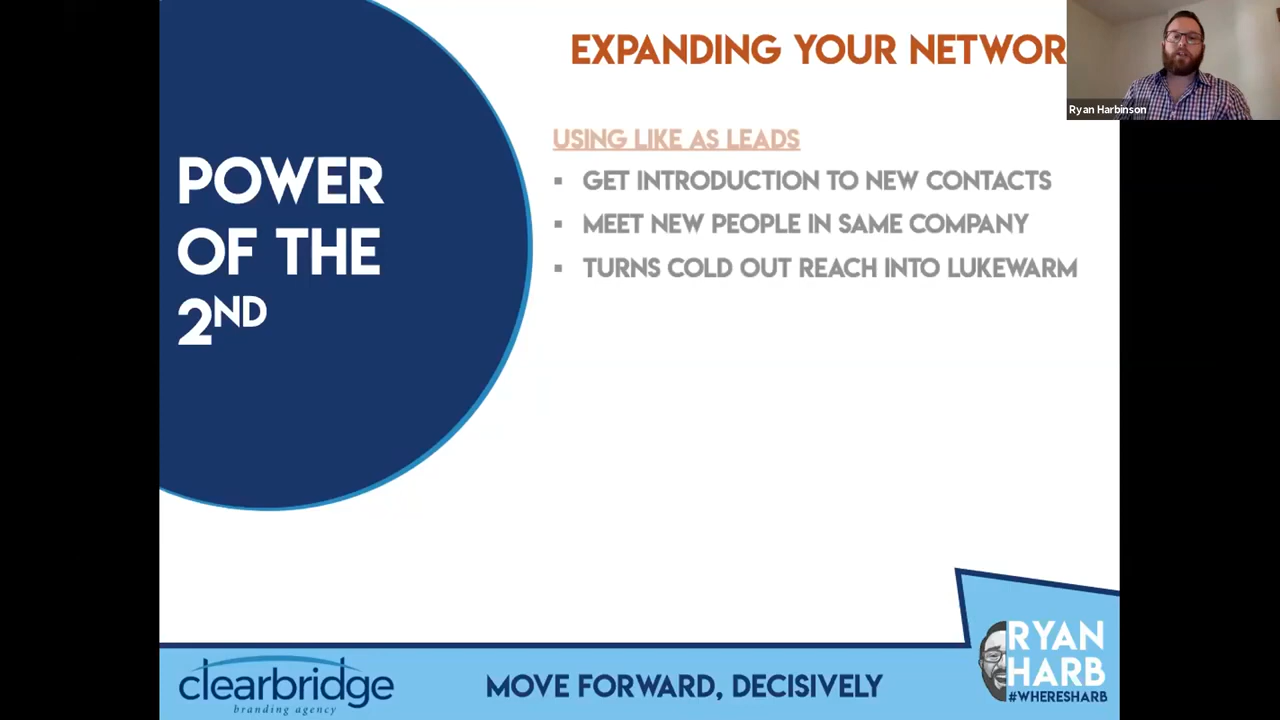 EXPANDING YOUR NETWOR
Ryan Harbinson
USING LIKE AS LEADS
▪ GET INTRODUCTION TO NEW CONTACTS
▪ MEET NEW PEOPLE IN SAME COMPANY
▪ TURNS COLD OUT REACH INTO LUKEWARM
POWER
OF THE
2ND
clearbridge
branding agency
MOVE FORWARD, DECISIVELY
RYAN
HARB
#WHERESHARB